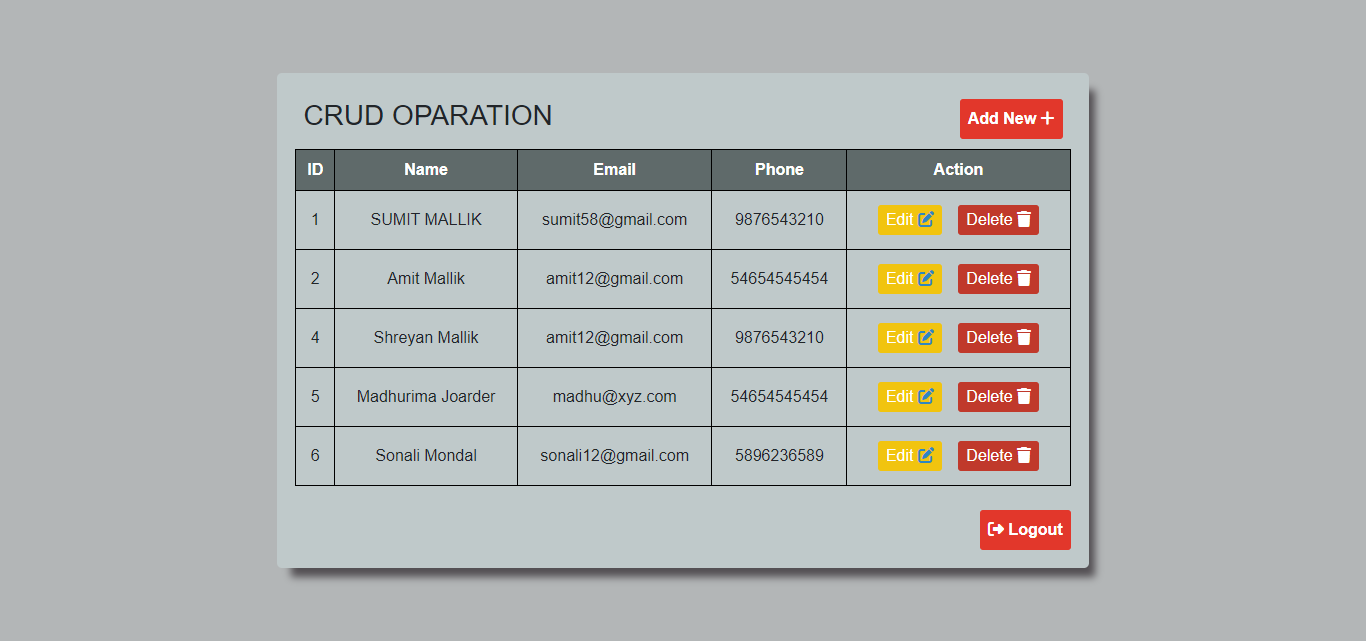 CRUD OPARATION
Add New
ID Name Email Phone Action
1 SUMIT MALLIK sumit58@gmail.com 9876543210 Edit Delete
2 Amit Mallik amit12@gmail.com 54654545454 Edit Delete
4 Shreyan Mallik amit12@gmail.com 9876543210 Edit Delete
5 Madhurima Joarder madhu@xyz.com 54654545454 Edit Delete
6 Sonali Mondal sonali12@gmail.com 5896236589 Edit Delete
Logout